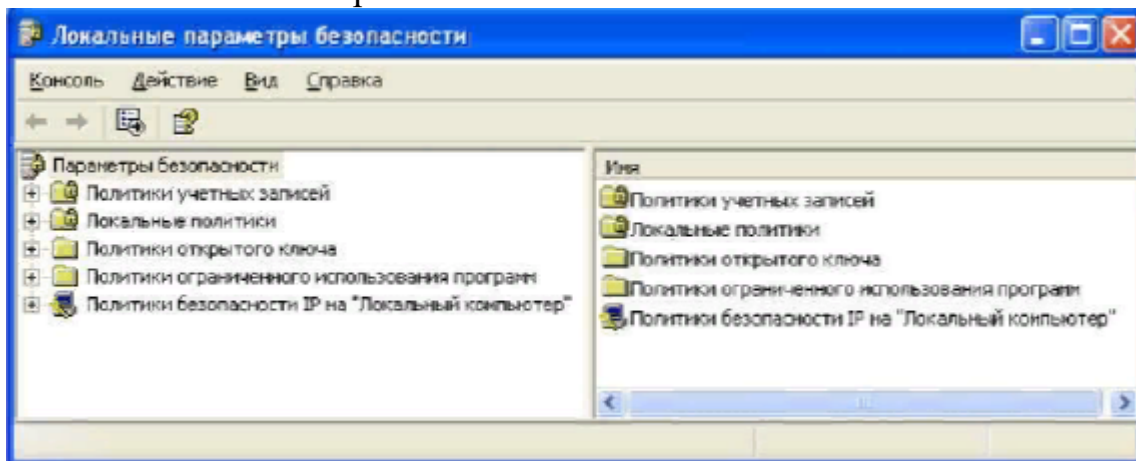 Локальные параметры безопасности
Консоль Действие Вид Справка
Параметры безопасности
Политики учетных записей
Локальные политики
Политики открытого ключа
Политики ограниченного использования программ
Политики безопасности IP на "Локальный компьютер"
Имя
Политики учетных записей
Локальные политики
Политики открытого ключа
Политики ограниченного использования программ
Политики безопасности IP на "Локальный компьютер"